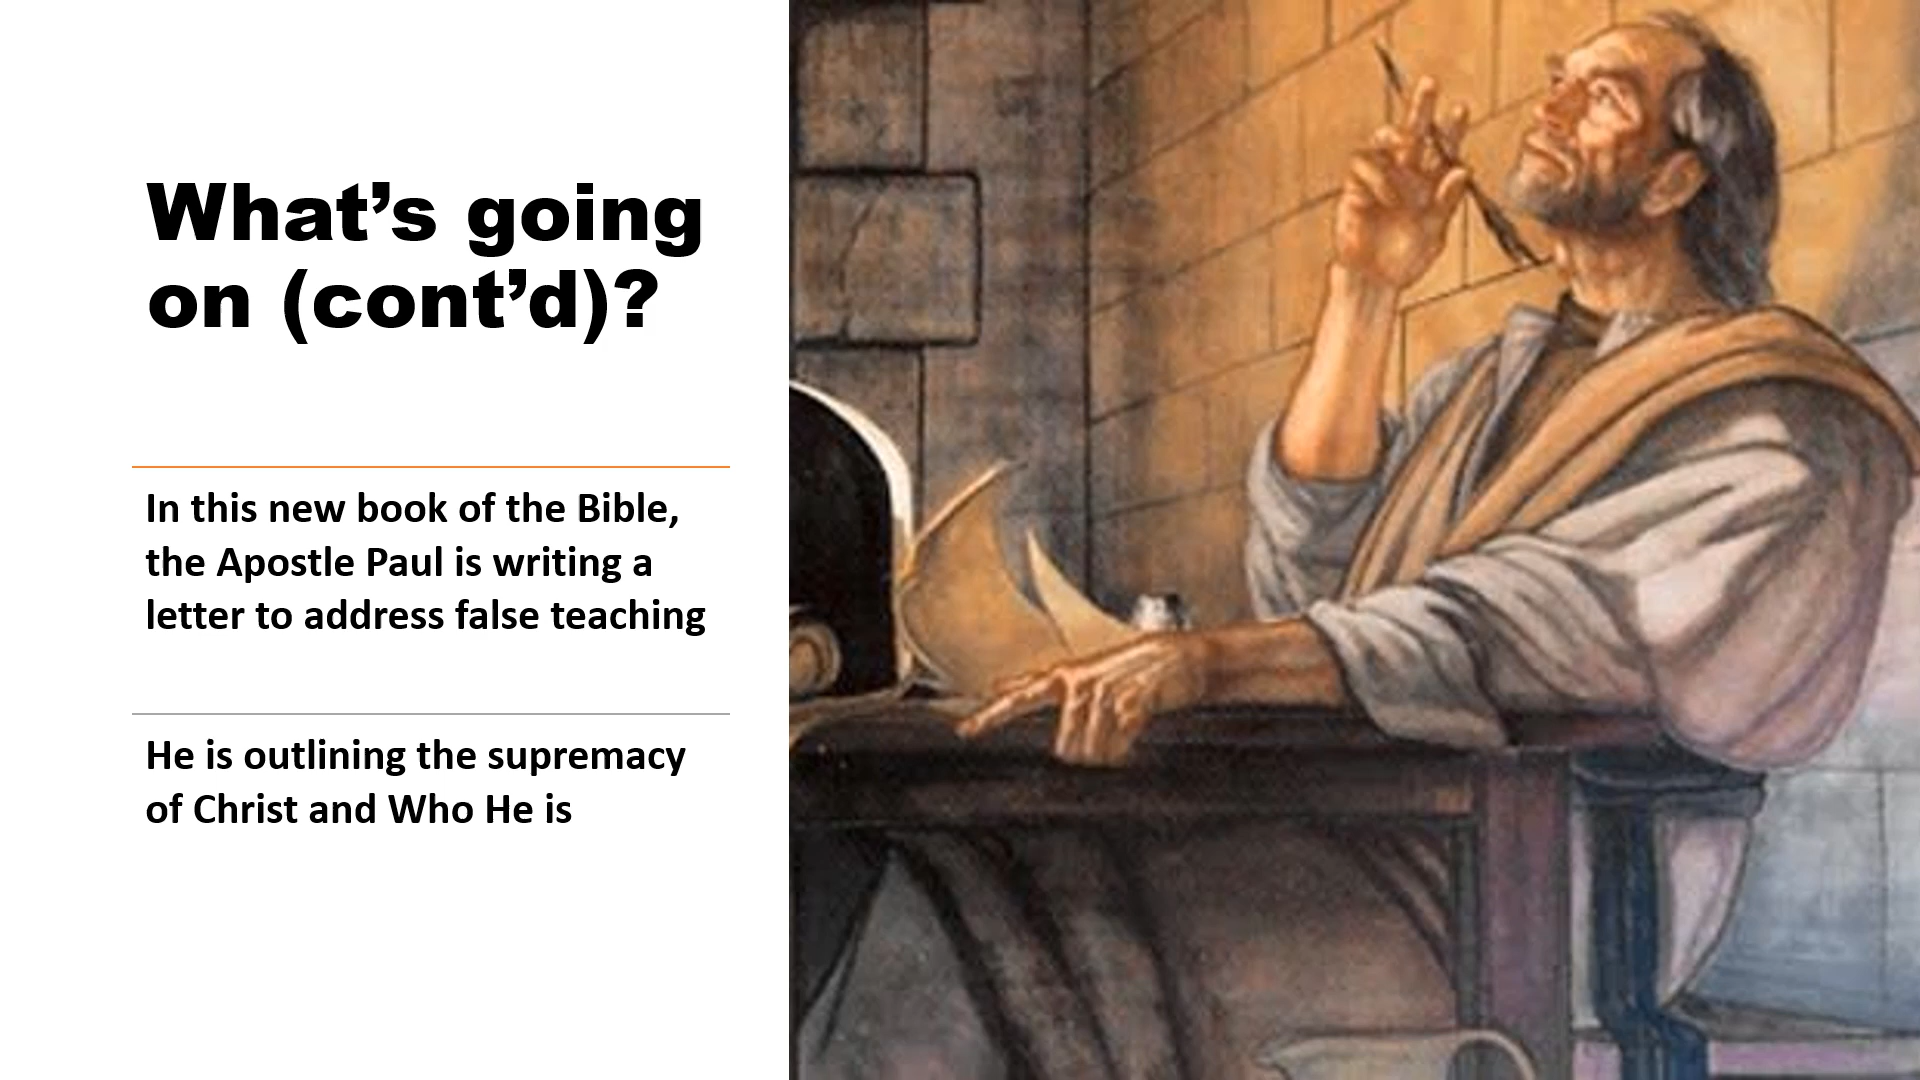 What’s going
on (cont’d)?
In this new book of the Bible,
the Apostle Paul is writing a
letter to address false teaching
He is outlining the supremacy
of Christ and Who He is